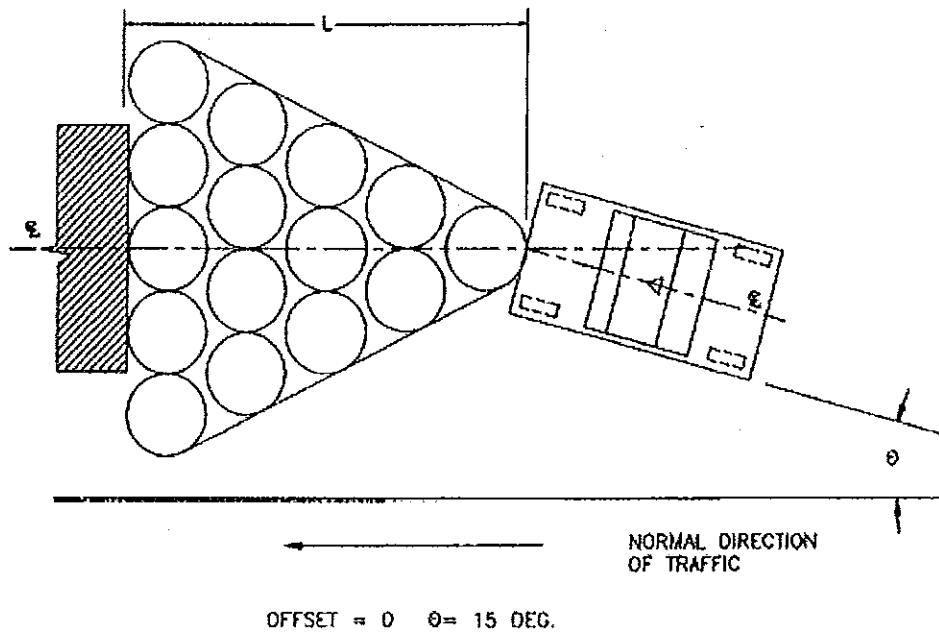 L
℄
℄
θ
NORMAL DIRECTION
OF TRAFFIC
OFFSET = 0 θ= 15 DEG.